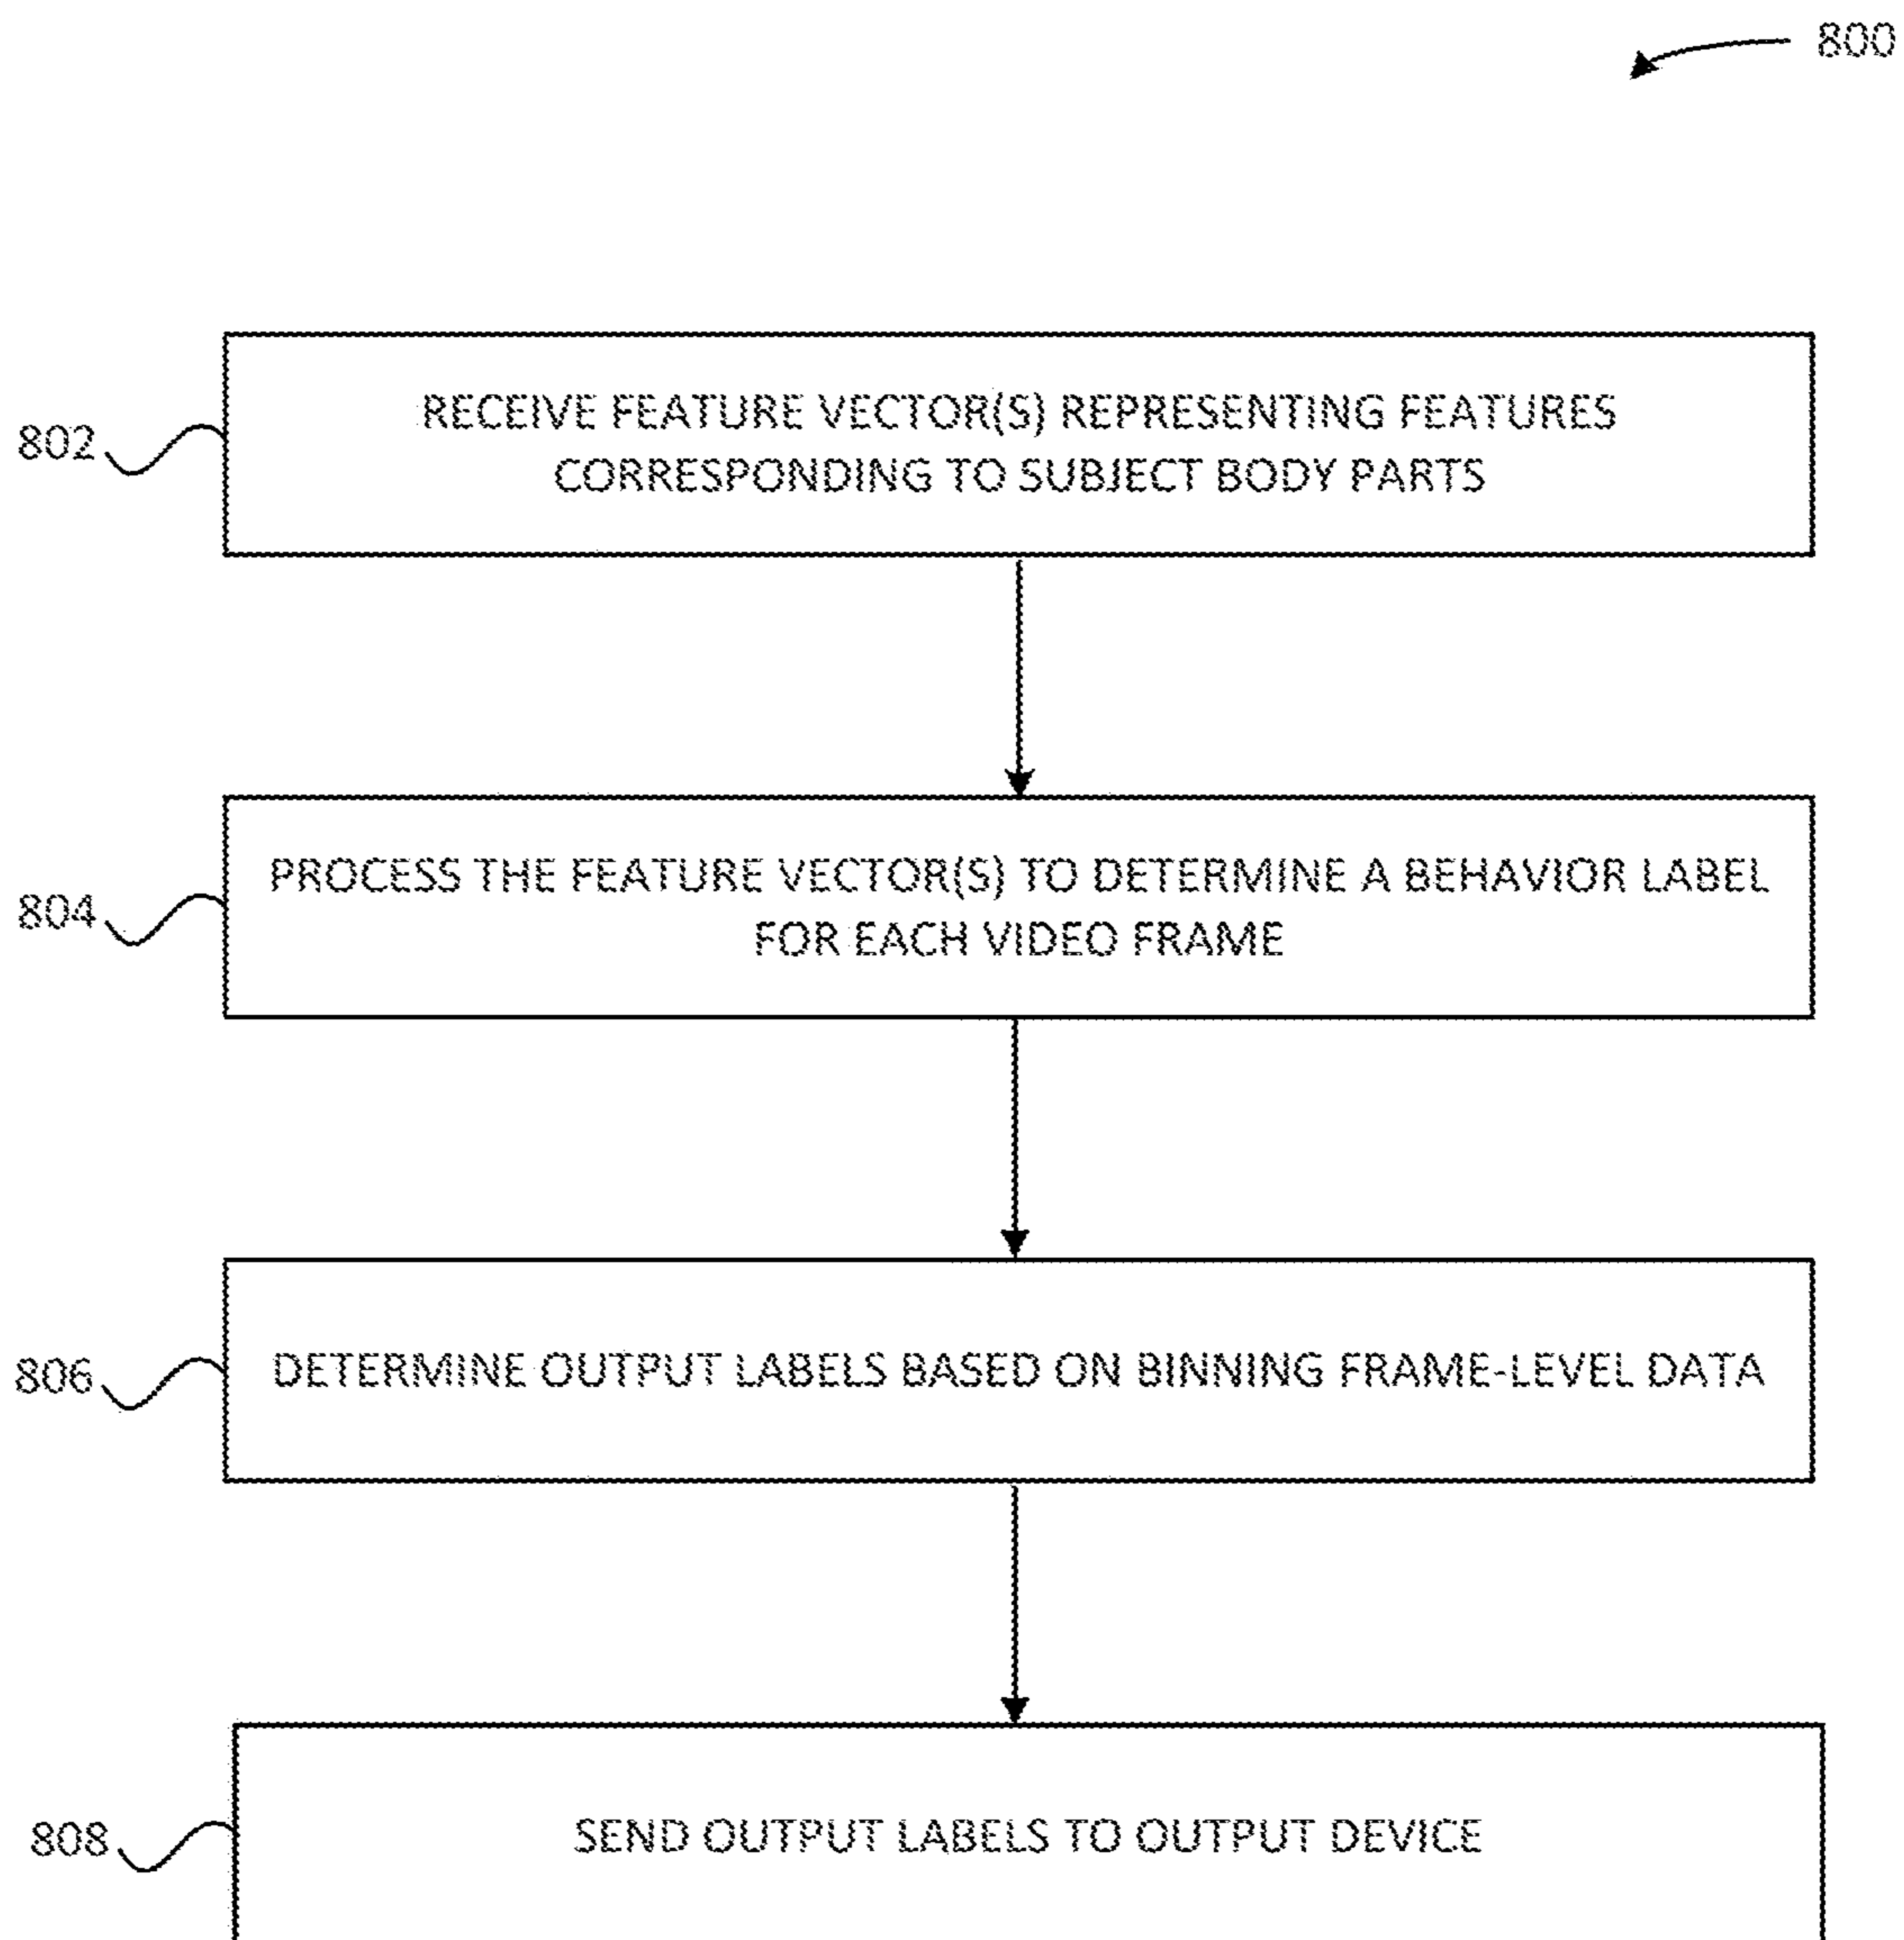 800
802
RECEIVE FEATURE VECTOR(S) REPRESENTING FEATURES
CORRESPONDING TO SUBJECT BODY PARTS
804
PROCESS THE FEATURE VECTOR(S) TO DETERMINE A BEHAVIOR LABEL
FOR EACH VIDEO FRAME
806
DETERMINE OUTPUT LABELS BASED ON BINNING FRAME-LEVEL DATA
808
SEND OUTPUT LABELS TO OUTPUT DEVICE